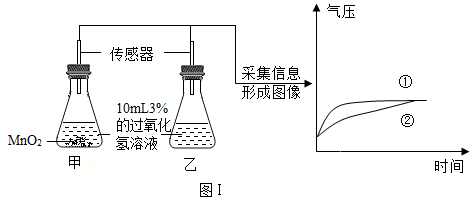 传感器
10mL3%
的过氧化
氢溶液
MnO₂
甲
乙
采集信息
形成图像
气压
①
②
时间
图Ⅰ